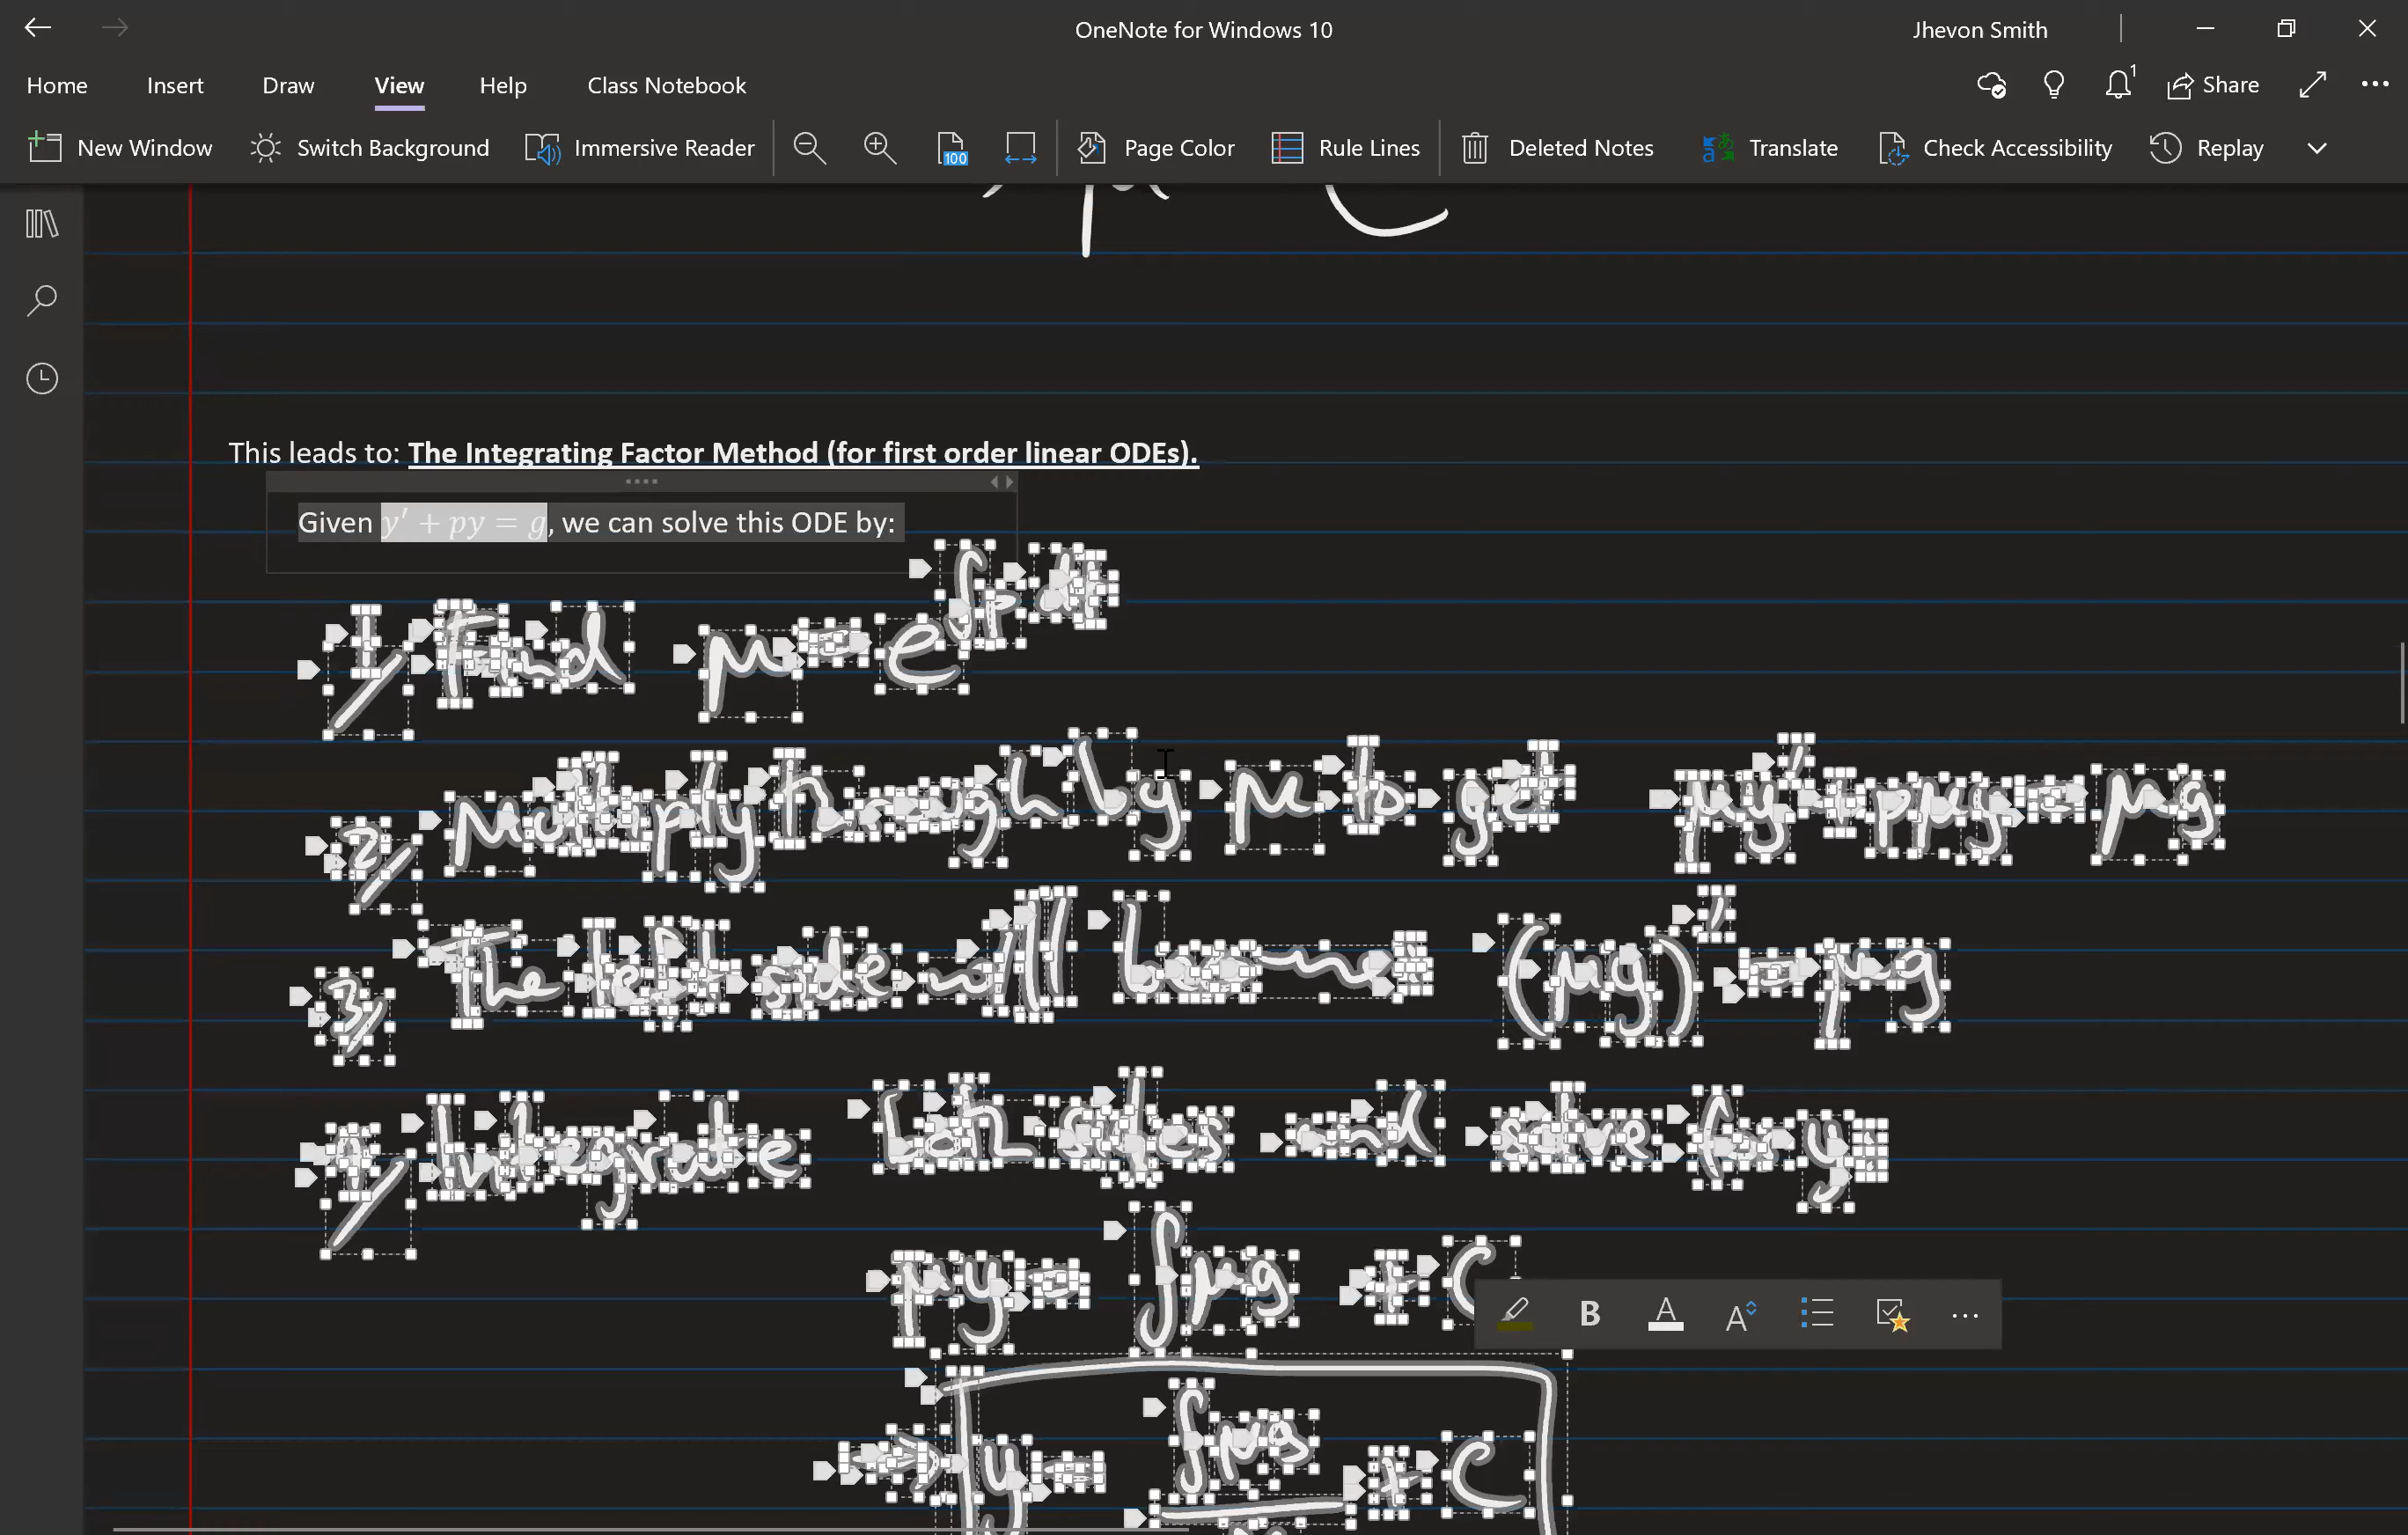 OneNote for Windows 10
Jhevon Smith
Home Insert Draw View Help Class Notebook
1 Share
New Window Switch Background Immersive Reader 100 Page Color Rule Lines Deleted Notes Translate Check Accessibility Replay
This leads to: The Integrating Factor Method (for first order linear ODEs).
Given y' + py = g, we can solve this ODE by:
1/ Find μ = e^∫p dt
2/ Multiply through by μ to get μy' + pμy = μg
3/ The left side will become (μy)' = μg
4/ Integrate both sides and solve for y:
μy = ∫μg + C
B A A
⇒ y = ∫μg + C